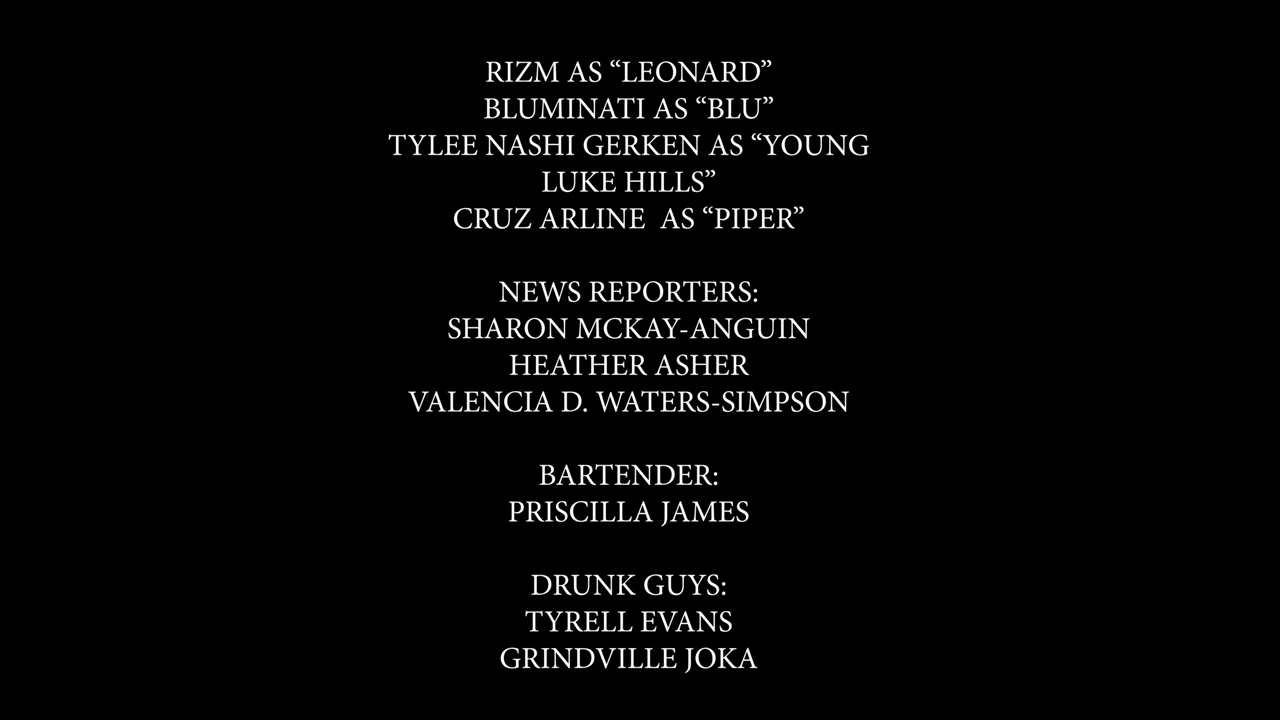 RIZM AS “LEONARD”
BLUMINATI AS “BLU”
TYLEE NASHI GERKEN AS “YOUNG
LUKE HILLS”
CRUZ ARLINE  AS “PIPER”
NEWS REPORTERS:
SHARON MCKAY-ANGUIN
HEATHER ASHER
VALENCIA D. WATERS-SIMPSON
BARTENDER:
PRISCILLA JAMES
DRUNK GUYS:
TYRELL EVANS
GRINDVILLE JOKA